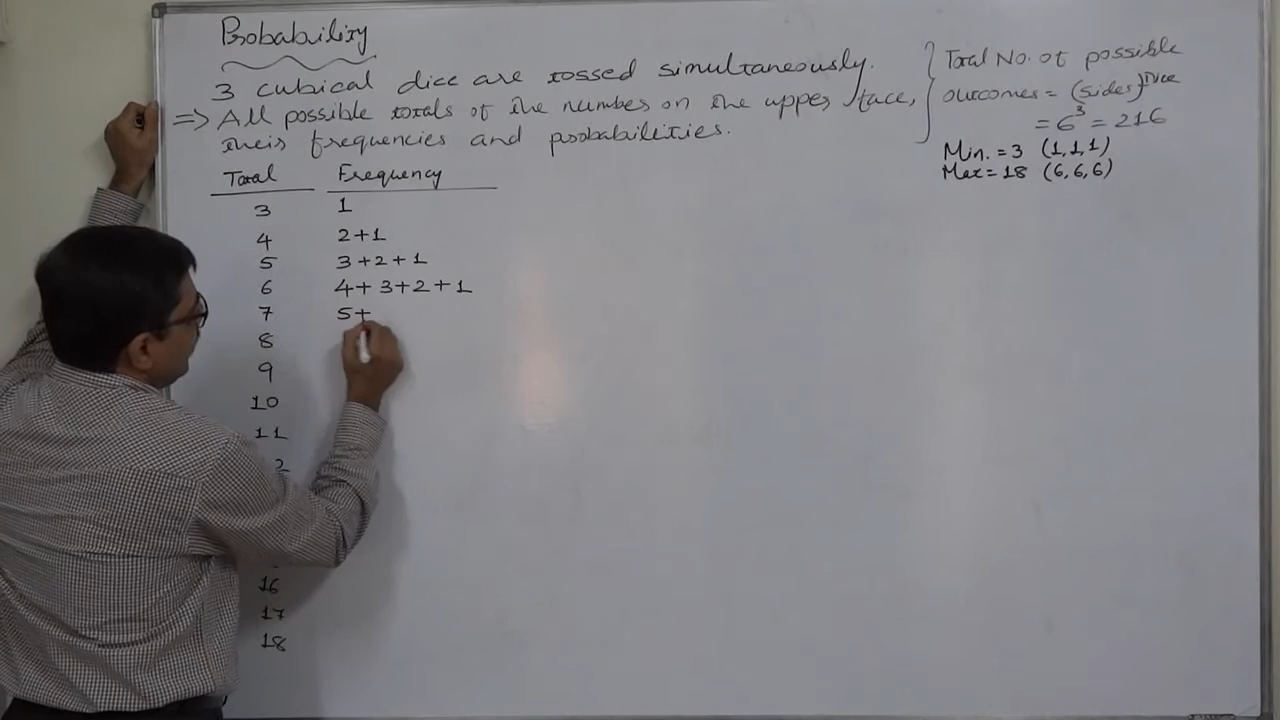 Probability
3 cubical dice are tossed simultaneously.
=> All possible totals of the number on the upper face,
their frequencies and probabilities.
Total No. of possible
outcomes = (sides)^Dice
= 6^3 = 216
Min. = 3 (1,1,1)
Max = 18 (6,6,6)
Total Frequency
3 1
4 2+1
5 3+2+1
6 4+3+2+1
7 5+
8
9
10
11
2
16
17
18